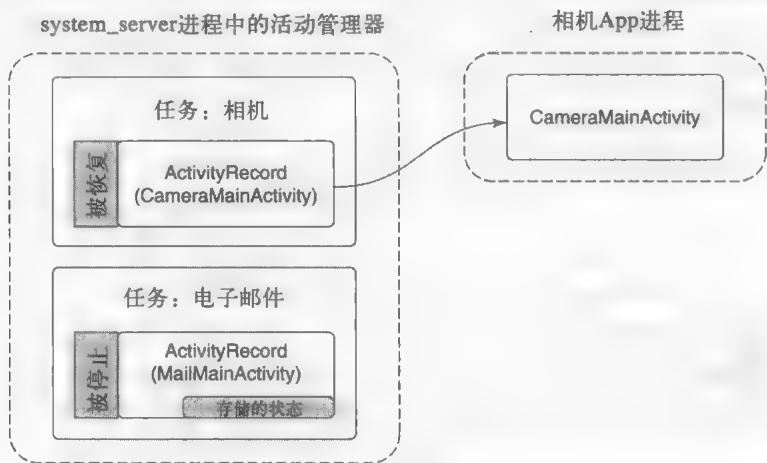 system_server进程中的活动管理器
相机App进程
任务：相机
被恢复
ActivityRecord
(CameraMainActivity)
CameraMainActivity
任务：电子邮件
被停止
ActivityRecord
(MailMainActivity)
存储的状态